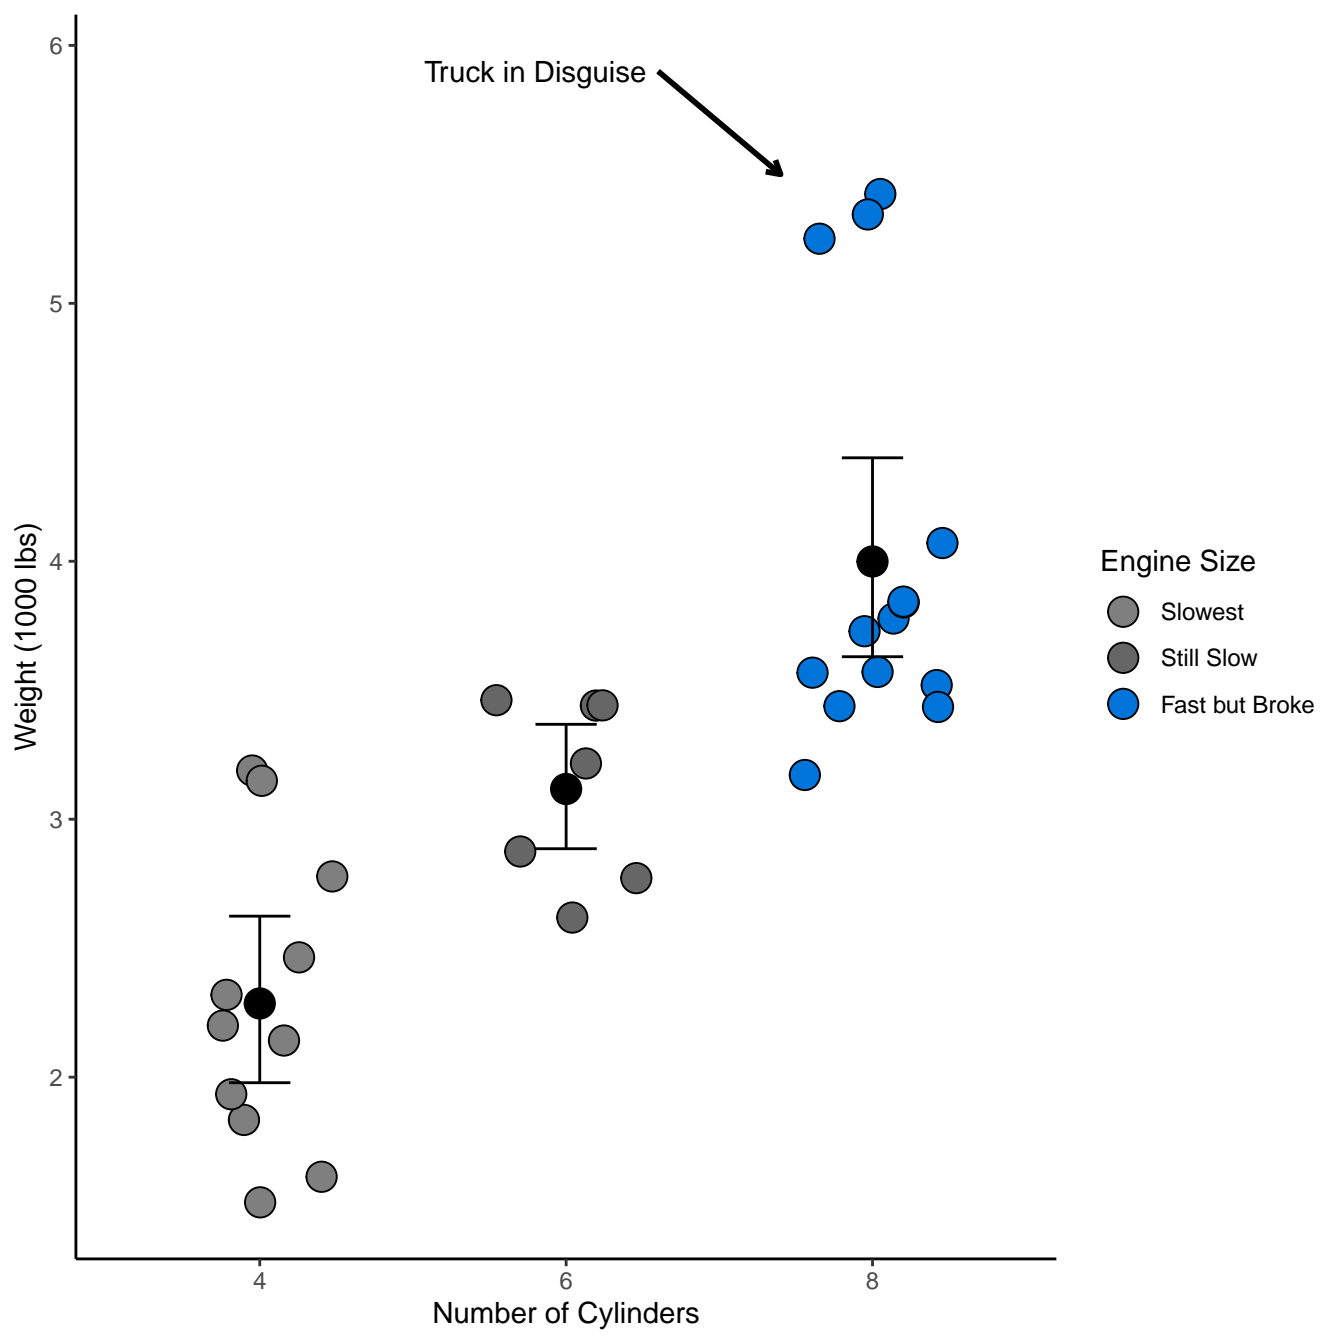 6
Truck in Disguise
5
4
3
2
Weight (1000 lbs)
4
6
8
Number of Cylinders
Engine Size
Slowest
Still Slow
Fast but Broke